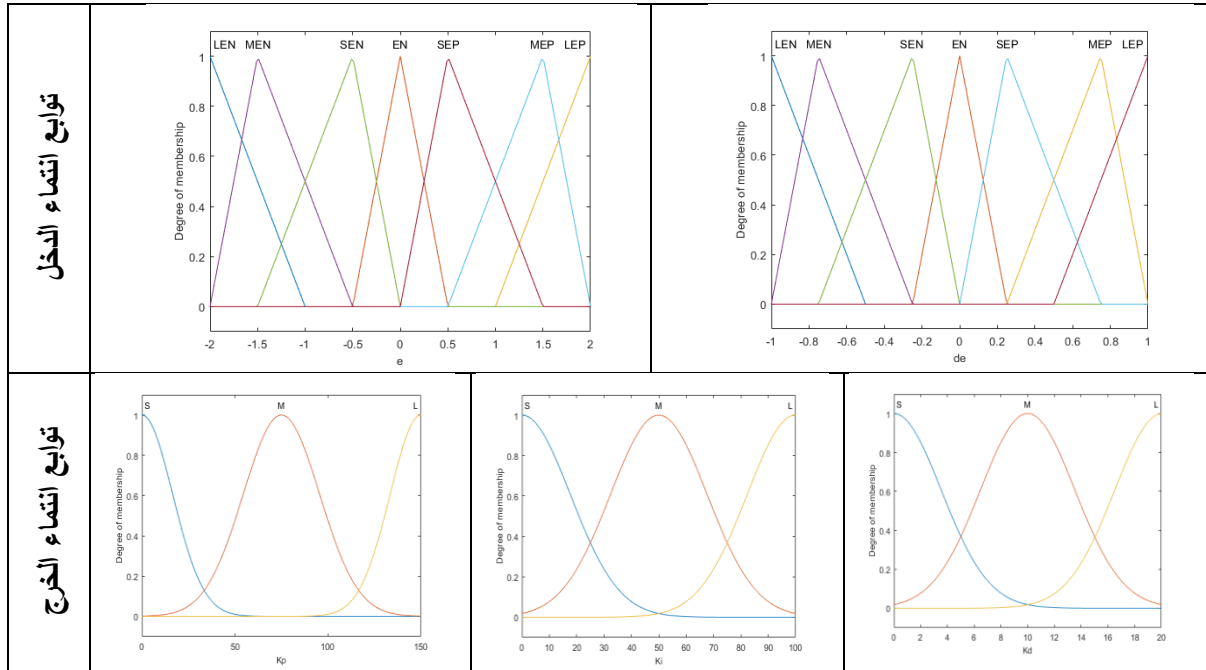 توابع انتماء الدخل
LEN MEN SEN EN SEP MEP LEP
1
0.8
0.6
0.4
0.2
0
Degree of membership
-2 -1.5 -1 -0.5 0 0.5 1 1.5 2
e
LEN MEN SEN EN SEP MEP LEP
1
0.8
0.6
0.4
0.2
0
Degree of membership
-1 -0.8 -0.6 -0.4 -0.2 0 0.2 0.4 0.6 0.8 1
de
توابع انتماء الخرج
S M L
1
0.8
0.6
0.4
0.2
0
Degree of membership
0 50 100 150
Kp
S M L
1
0.8
0.6
0.4
0.2
0
Degree of membership
0 10 20 30 40 50 60 70 80 90 100
Ki
S M L
1
0.8
0.6
0.4
0.2
0
Degree of membership
0 2 4 6 8 10 12 14 16 18 20
Kd